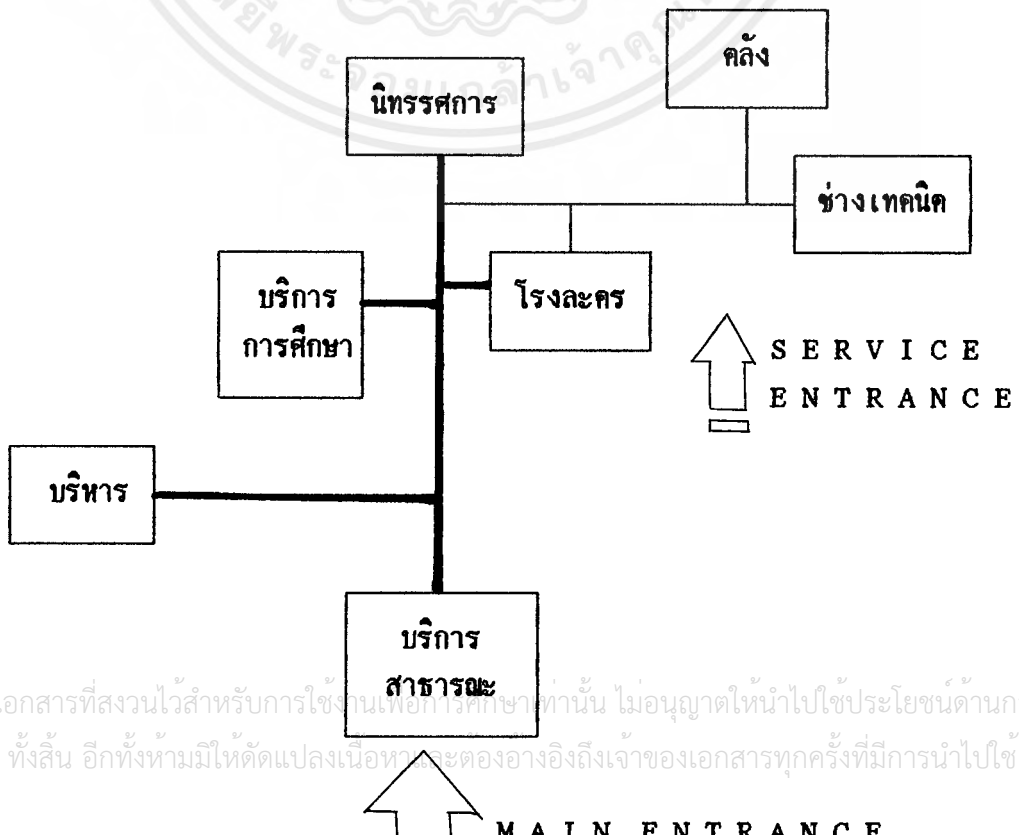 คลัง
นิทรรศการ
ช่างเทคนิค
บริการ
การศึกษา
โรงละคร
SERVICE
ENTRANCE
บริหาร
บริการ
สาธารณะ
เอกสารที่สงวนไว้สำหรับการใช้งานเพื่อการศึกษาเท่านั้น ไม่อนุญาตให้นำไปใช้ประโยชน์ด้าน
ทั้งสิ้น อีกทั้งห้ามมิให้ดัดแปลงเนื้อหาและต้องอ้างอิงถึงเจ้าของเอกสารทุกครั้งที่มีการนำไปใช้
MAIN ENTRANCE